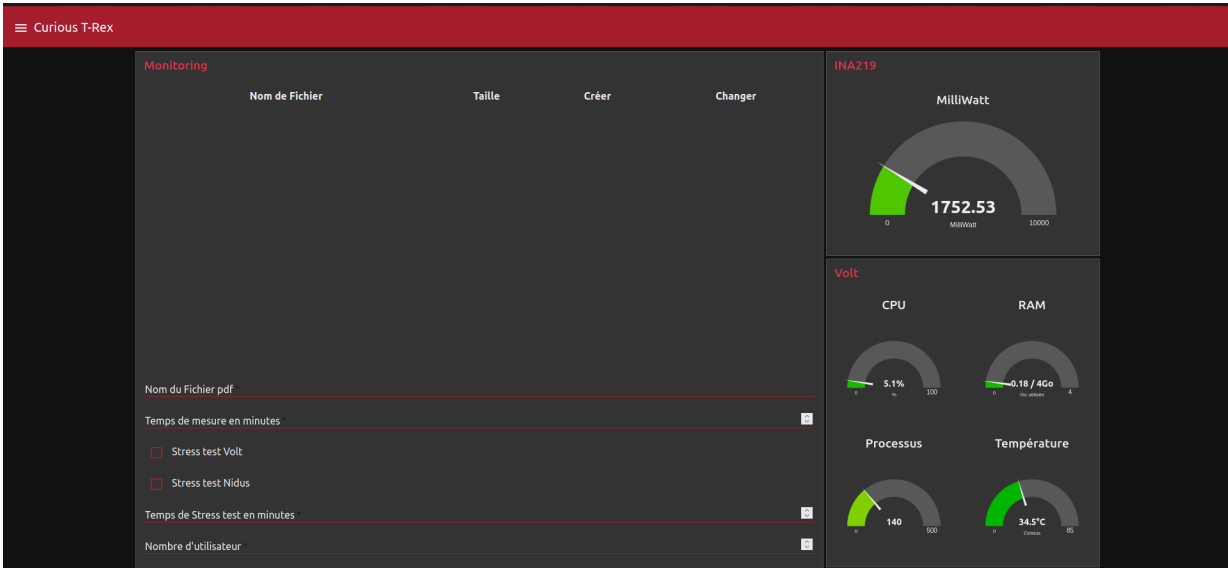 Curious T-Rex
Monitoring
Nom de Fichier Taille Créer Changer
Nom du Fichier pdf *
Temps de mesure en minutes *
Stress test Volt
Stress test Nidus
Temps de Stress test en minutes *
Nombre d'utilisateur *
INA219
MilliWatt
1752.53
0 MilliWatt 10000
Volt
CPU RAM
5.1% 0.18 / 4Go
0 % 100 0 Go utilisée 4
Processus Température
140 34.5°C
0 500 0 Celsius 85